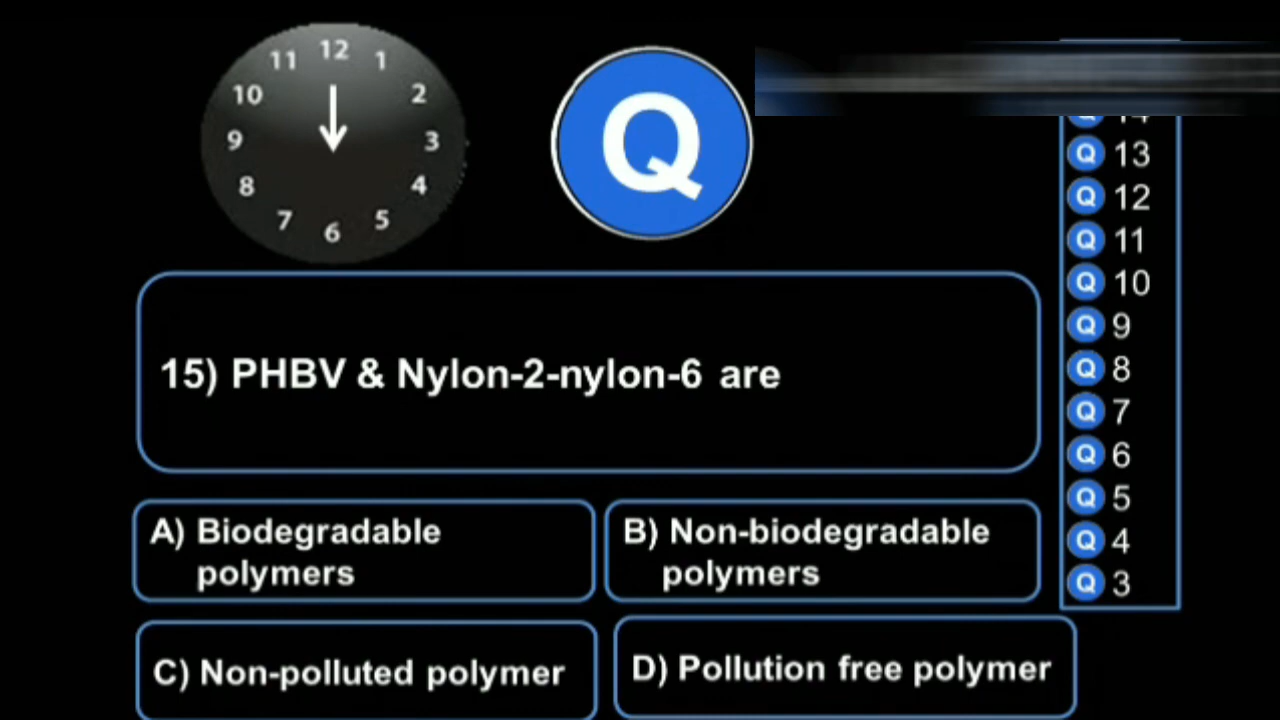 12
11
1
10
2
9
3
8
4
7
5
6
Q
Q 13
Q 12
Q 11
Q 10
Q 9
Q 8
Q 7
Q 6
Q 5
Q 4
Q 3
15) PHBV & Nylon-2-nylon-6 are
A) Biodegradable
polymers
B) Non-biodegradable
polymers
C) Non-polluted polymer
D) Pollution free polymer